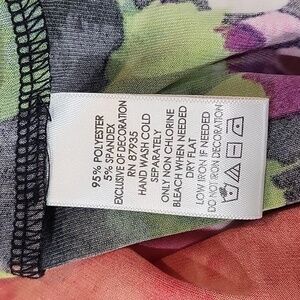 95% POLYESTER
5% SPANDEX
EXCLUSIVE OF DECORATION
RN 87935
HAND WASH COLD
SEPARATELY
ONLY NON CHLORINE
BLEACH WHEN NEEDED
DRY FLAT
LOW IRON IF NEEDED
DO NOT IRON DECORATION